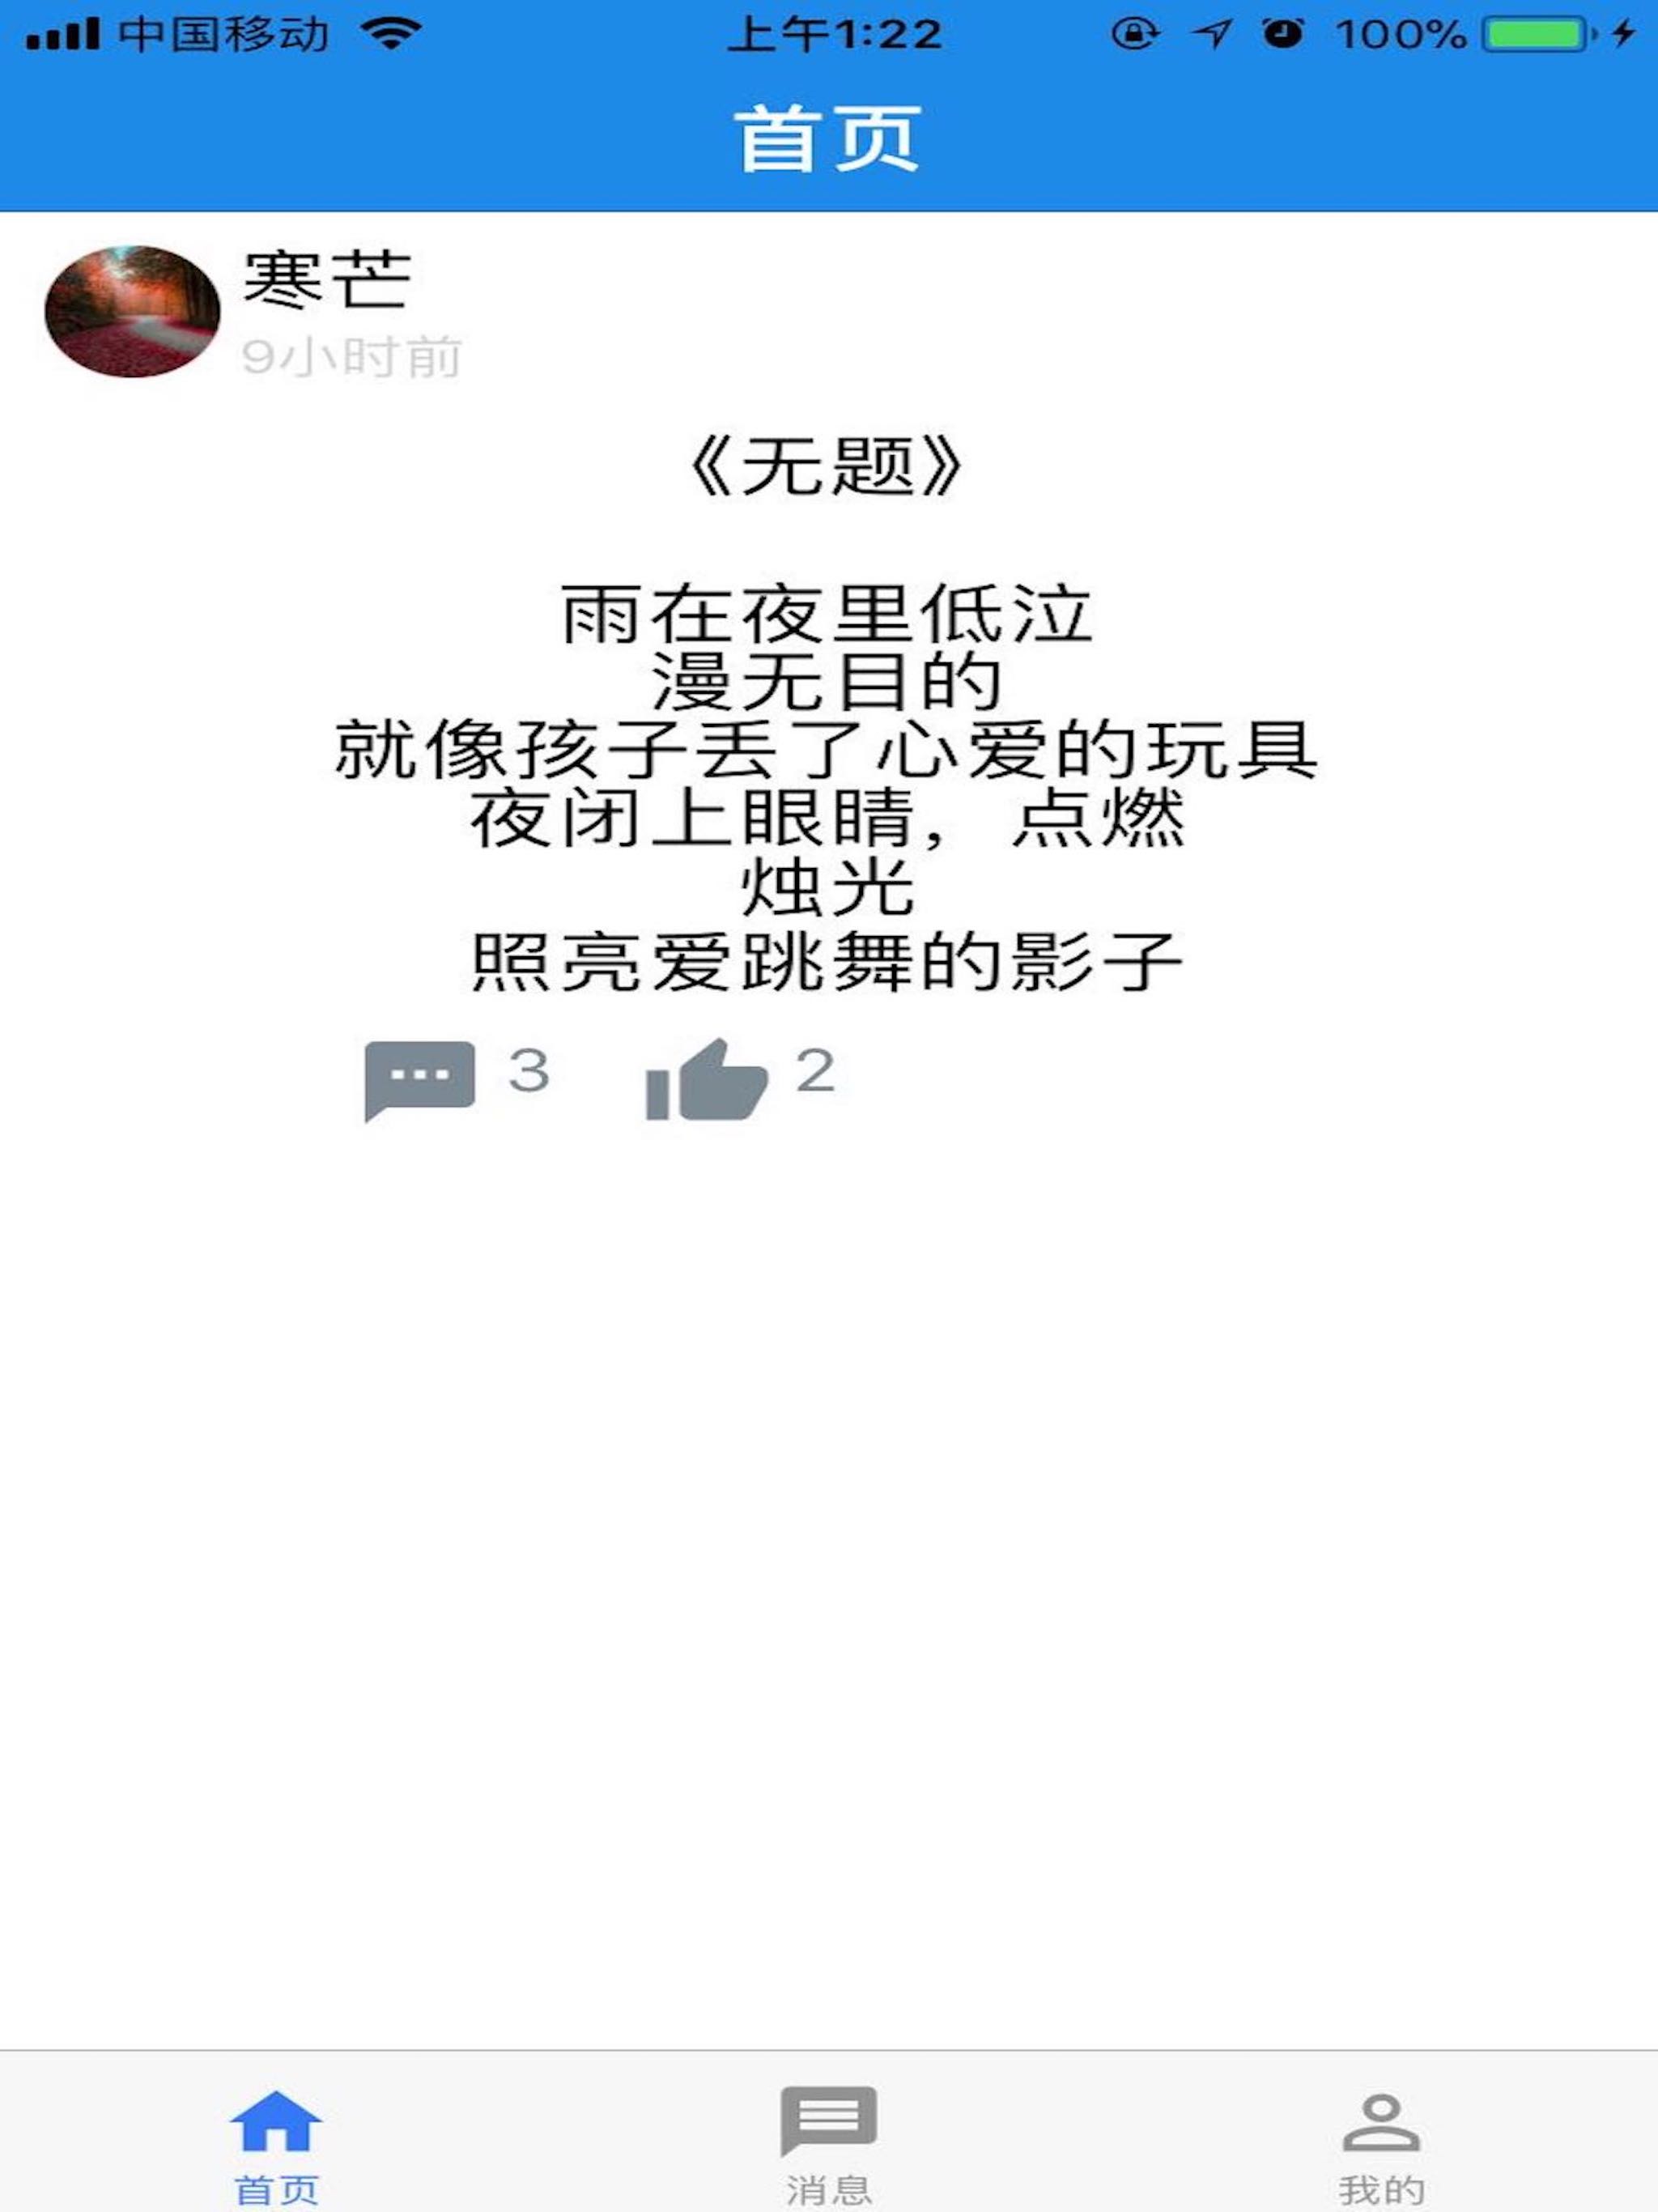 中国移动 上午1:22 100%
首页
寒芒
9小时前
《无题》
雨在夜里低泣
漫无目的
就像孩子丢了心爱的玩具
夜闭上眼睛，点燃
烛光
照亮爱跳舞的影子
3 2
首页 消息 我的